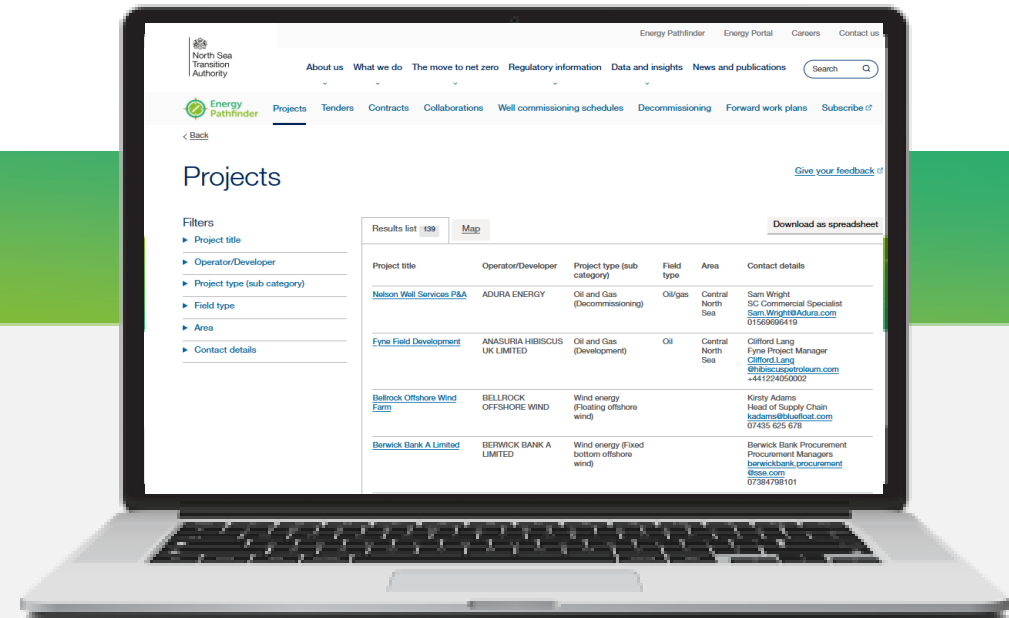 Energy Pathfinder Energy Portal Careers Contact us
North Sea
Transition
Authority
About us What we do The move to net zero Regulatory information Data and insights News and publications Search
Energy
Pathfinder
Projects Tenders Contracts Collaborations Well commissioning schedules Decommissioning Forward work plans Subscribe
< Back
Projects
Give your feedback
Filters
Project title
Operator/Developer
Project type (sub category)
Field type
Area
Contact details
Results list 139 Map
Download as spreadsheet
Project title Operator/Developer Project type (sub Field Area Contact details
category) type
Nelson Well Services P&A ADURA ENERGY Oil and Gas Oil/gas Central Sam Wright
(Decommissioning) North SC Commercial Specialist
Sea Sam.Wright@Adura.com
01569696419
Fyne Field Development ANASURIA HIBISCUS Oil and Gas Oil Central Clifford Lang
UK LIMITED (Development) North Fyne Project Manager
Sea Clifford.Lang
@hibiscuspetroleum.com
+441224050002
Bellrock Offshore Wind BELLROCK Wind energy Kirsty Adams
Farm OFFSHORE WIND (Floating offshore Head of Supply Chain
wind) kadams@bluefloat.com
07435 625 678
Berwick Bank A Limited BERWICK BANK A Wind energy (Fixed Berwick Bank Procurement
LIMITED bottom offshore Procurement Managers
wind) berwickbank.procurement
@sse.com
07384798101